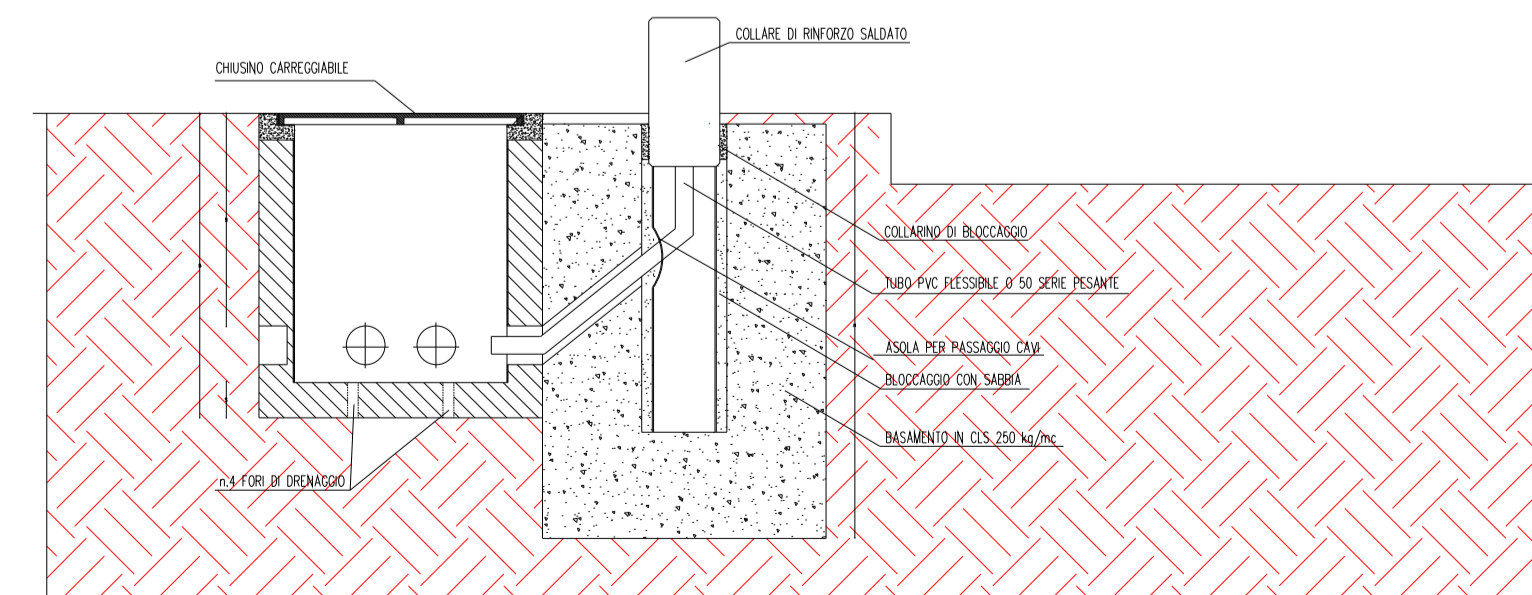 COLLARE DI RINFORZO SALDATO
CHIUSINO CARREGGIABILE
COLLARINO DI BLOCCAGGIO
TUBO PVC FLESSIBILE O 50 SERIE PESANTE
ASOLA PER PASSAGGIO CAVI
BLOCCAGGIO CON SABBIA
BASAMENTO IN CLS 250 kg/mc
n.4 FORI DI DRENAGGIO